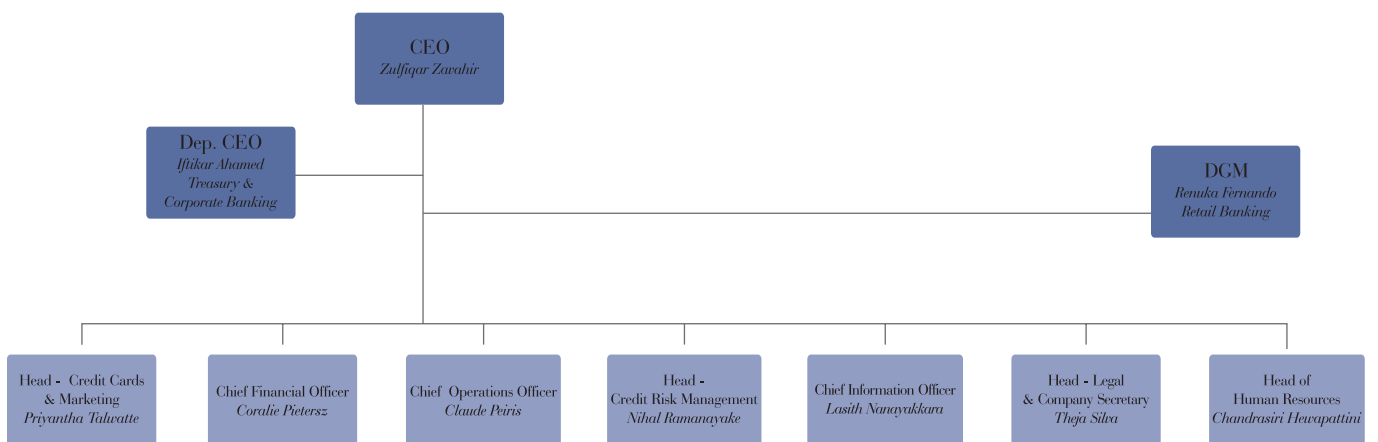 CEO
Zulfiqar Zavahir
Dep. CEO
Iftikar Ahamed
Treasury &
Corporate Banking
DGM
Renuka Fernando
Retail Banking
Head - Credit Cards
& Marketing
Priyantha Talwatte
Chief Financial Officer
Coralie Pietersz
Chief Operations Officer
Claude Peiris
Head -
Credit Risk Management
Nihal Ramanayake
Chief Information Officer
Lasith Nanayakkara
Head - Legal
& Company Secretary
Theja Silva
Head of
Human Resources
Chandrasiri Hewapattini